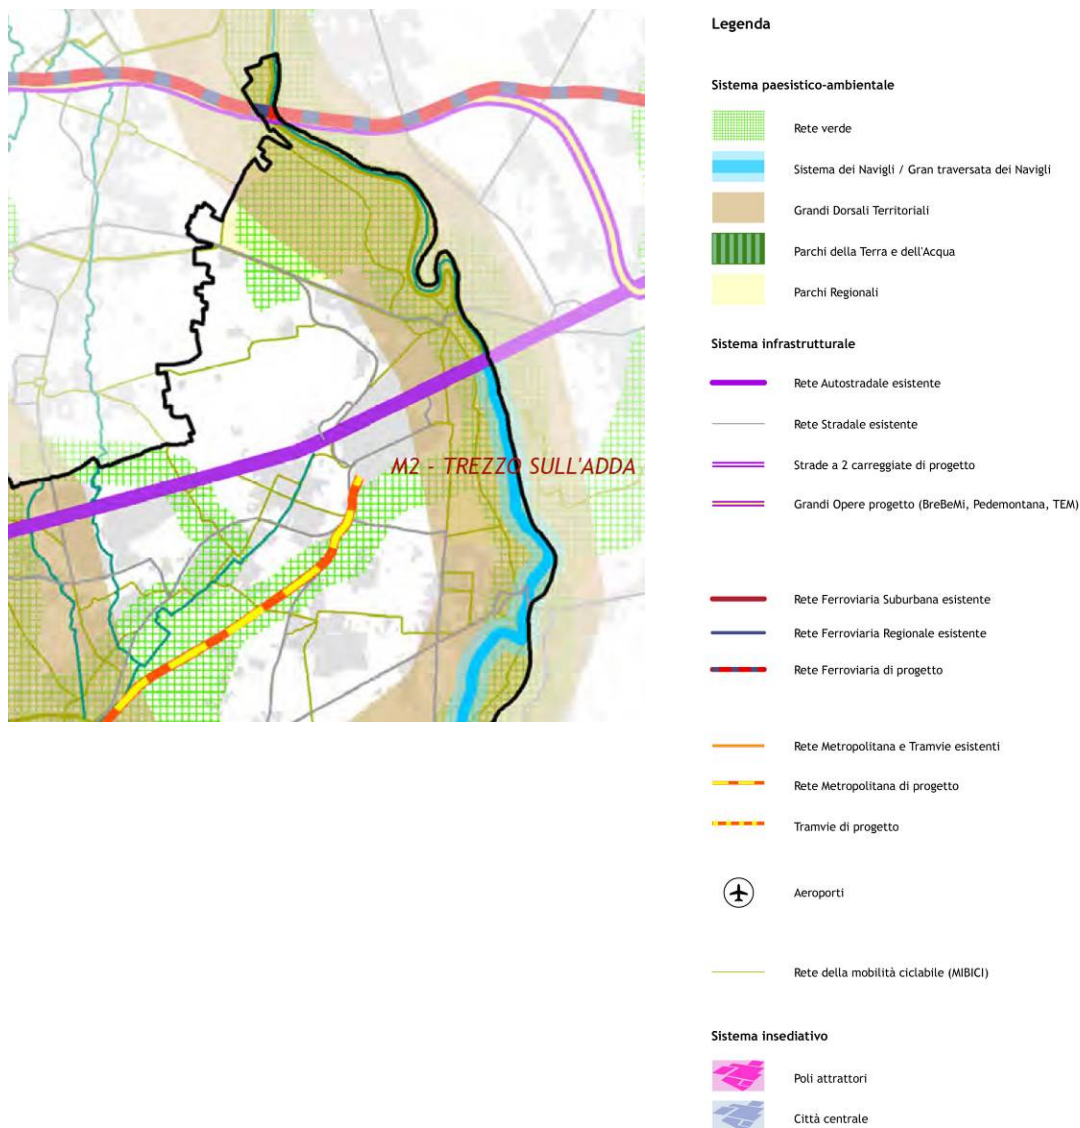 M2 - TREZZO SULL'ADDA
Legenda
Sistema paesistico-ambientale
Rete verde
Sistema dei Navigli / Gran traversata dei Navigli
Grandi Dorsali Territoriali
Parchi della Terra e dell'Acqua
Parchi Regionali
Sistema infrastrutturale
Rete Autostradale esistente
Rete Stradale esistente
Strade a 2 carreggiate di progetto
Grandi Opere progetto (BreBeMi, Pedemontana, TEM)
Rete Ferroviaria Suburbana esistente
Rete Ferroviaria Regionale esistente
Rete Ferroviaria di progetto
Rete Metropolitana e Tramvie esistenti
Rete Metropolitana di progetto
Tramvie di progetto
Aeroporti
Rete della mobilità ciclabile (MIBICI)
Sistema insediativo
Poli attrattori
Città centrale